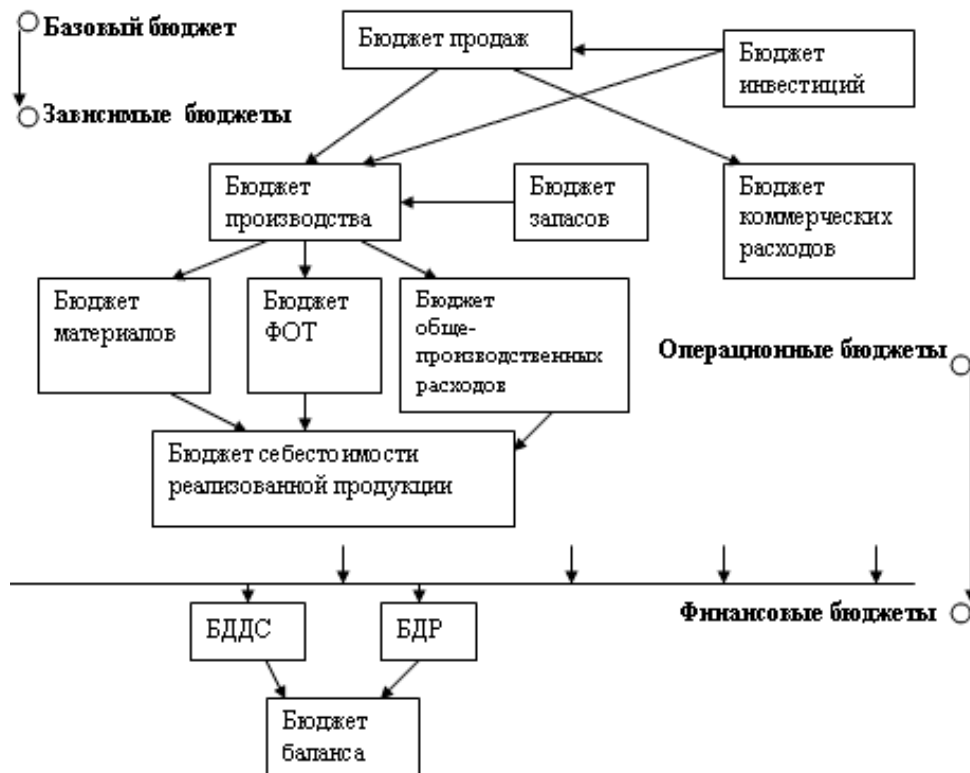 Базовый бюджет
Бюджет продаж
Бюджет
инвестиций
Зависимые бюджеты
Бюджет
производства
Бюджет
запасов
Бюджет
коммерческих
расходов
Бюджет
материалов
Бюджет
ФОТ
Бюджет
обще-
производственных
расходов
Операционные бюджеты
Бюджет себестоимости
реализованной продукции
Финансовые бюджеты
БДДС
БДР
Бюджет
баланса